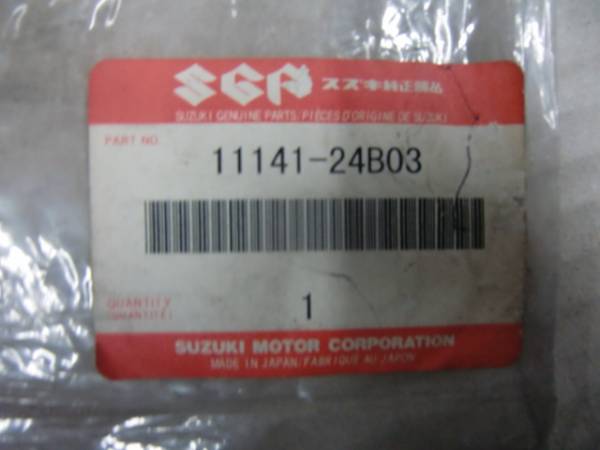 SGP スズキ純正部品
SUZUKI GENUINE PARTS/PIÈCES D'ORIGINE DE SUZUKI
PART NO.
11141-24B03
QUANTITY
(QUANTITÉ)
1
SUZUKI MOTOR CORPORATION
MADE IN JAPAN/FABRIQUÉ AU JAPON